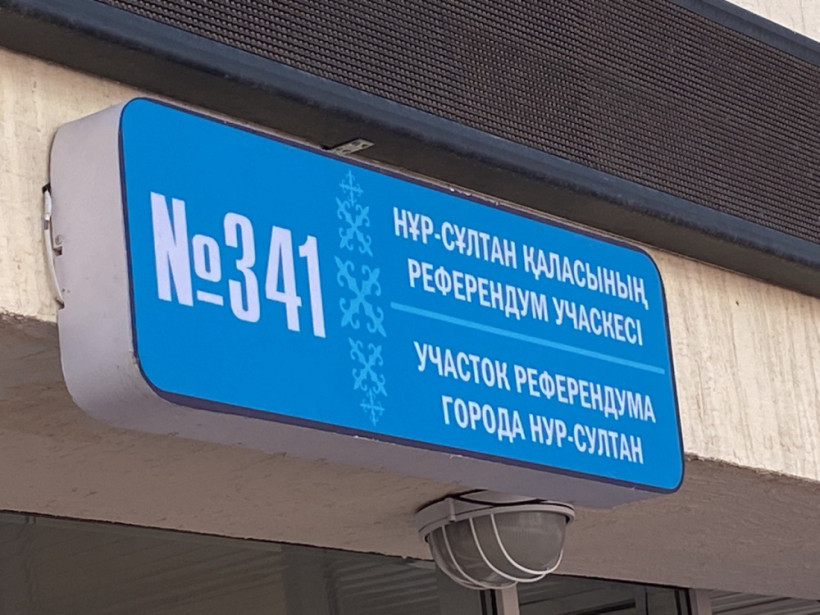 №341
НҰР-СҰЛТАН ҚАЛАСЫНЫҢ
РЕФЕРЕНДУМ УЧАСКЕСІ
УЧАСТОК РЕФЕРЕНДУМА
ГОРОДА НУР-СУЛТАН